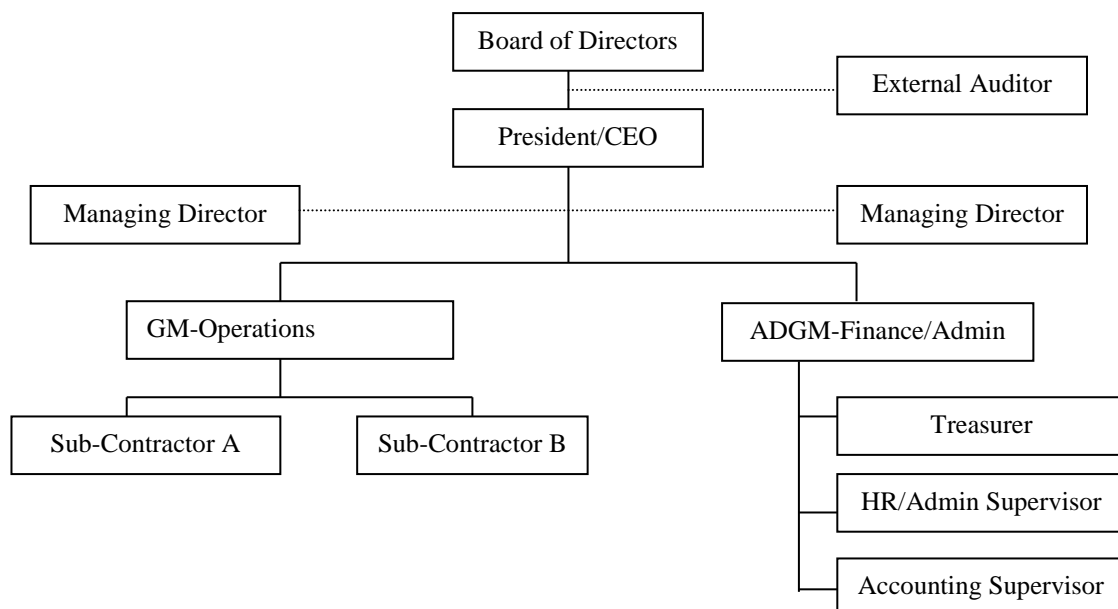 Board of Directors
External Auditor
President/CEO
Managing Director
Managing Director
GM-Operations
ADGM-Finance/Admin
Sub-Contractor A
Sub-Contractor B
Treasurer
HR/Admin Supervisor
Accounting Supervisor